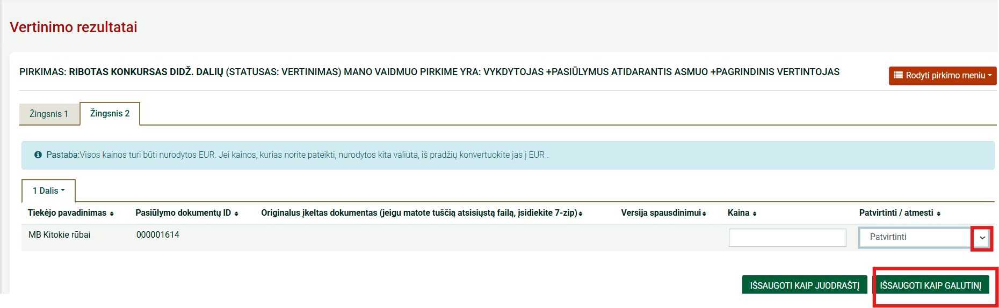 Vertinimo rezultatai
PIRKIMAS: RIBOTAS KONKURSAS DIDŽ. DALIŲ (STATUSAS: VERTINIMAS) MANO VAIDMUO PIRKIME YRA: VYKDYTOJAS +PASIŪLYMUS ATIDARANTIS ASMUO +PAGRINDINIS VERTINTOJAS
Rodyti pirkimo meniu
Žingsnis 1 Žingsnis 2
Pastaba:Visos kainos turi būti nurodytos EUR. Jei kainos, kurias norite pateikti, nurodytos kita valiuta, iš pradžių konvertuokite jas į EUR .
1 Dalis
Tiekėjo pavadinimas Pasiūlymo dokumentų ID Originalus įkeltas dokumentas (jeigu matote tuščią atsisiųstą failą, įsidiekite 7-zip) Versija spausdinimui Kaina Patvirtinti / atmesti
MB Kitokie rūbai 000001614 Patvirtinti
IŠSAUGOTI KAIP JUODRAŠTĮ IŠSAUGOTI KAIP GALUTINĮ